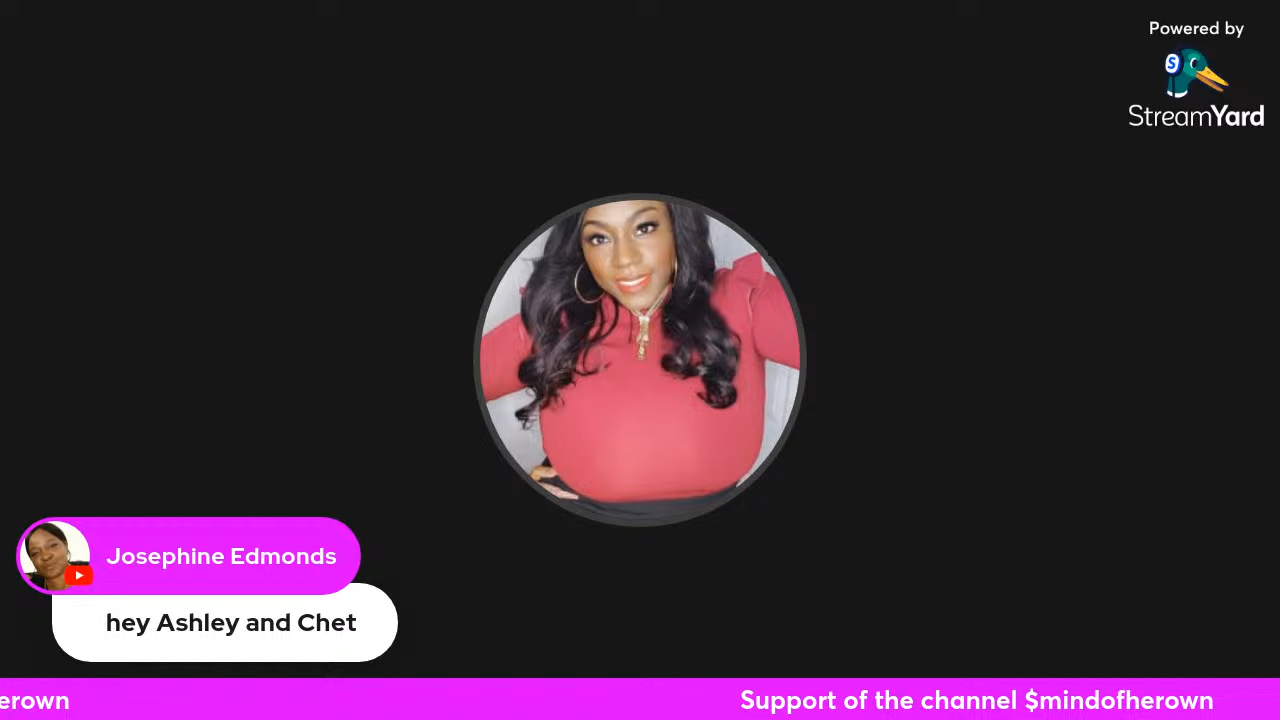 Powered by
S
StreamYard
Josephine Edmonds
hey Ashley and Chet
erown
Support of the channel $mindofherown